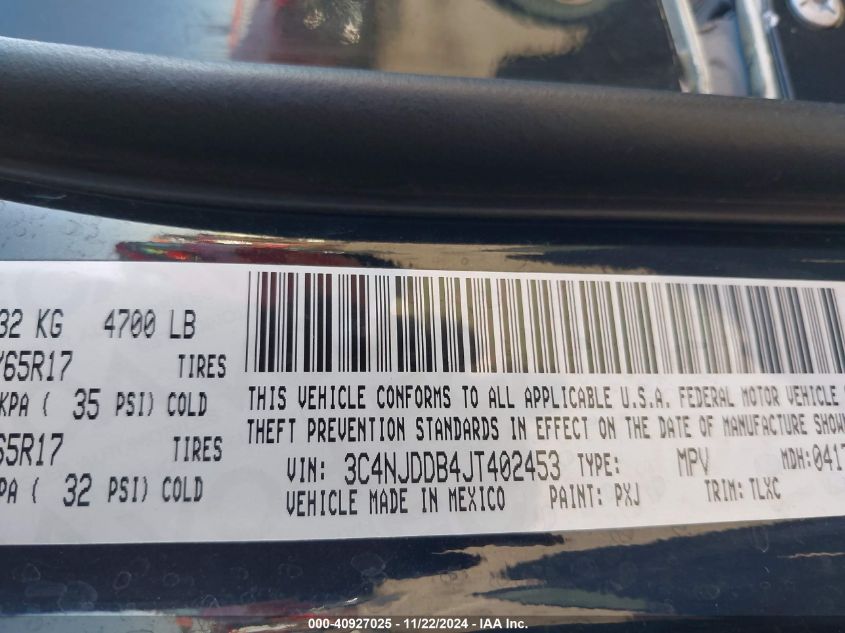 32 KG 4700 LB
65R17 TIRES
KPA ( 35 PSI) COLD
65R17 TIRES
PA ( 32 PSI) COLD
THIS VEHICLE CONFORMS TO ALL APPLICABLE U.S.A. FEDERAL MOTOR VEHICLE
THEFT PREVENTION STANDARDS IN EFFECT ON THE DATE OF MANUFACTURE SHOWN
VIN: 3C4NJDDB4JT402453 TYPE: MPV MDH:0417
VEHICLE MADE IN MEXICO PAINT: PXJ TRIM: TLXC
000-40927025 - 11/22/2024 - IAA Inc.